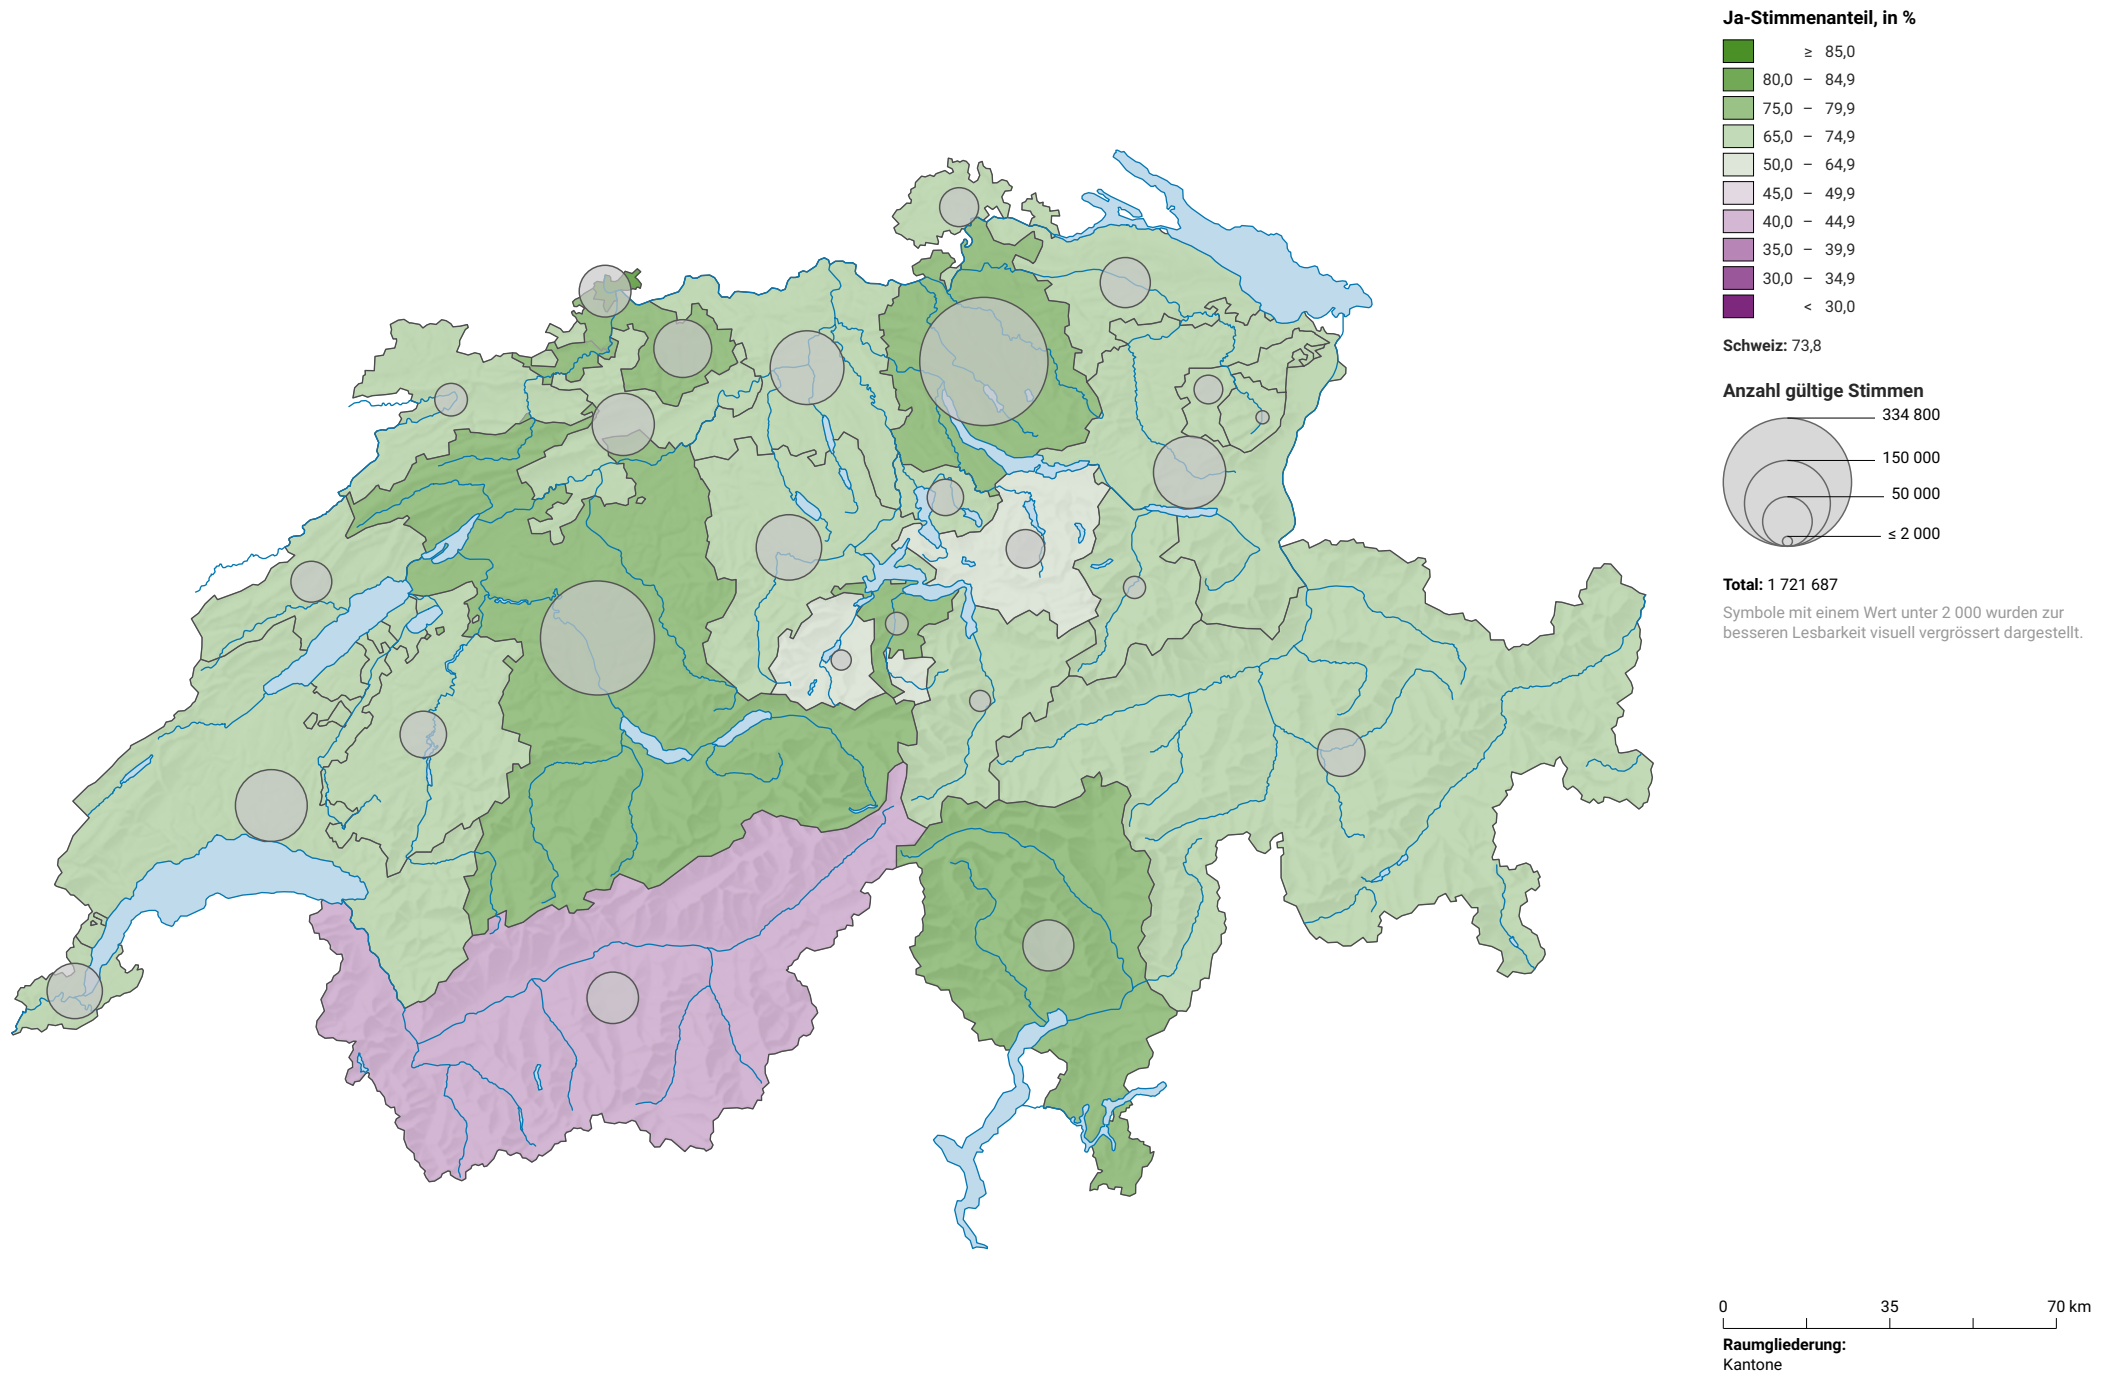 Ja-Stimmenanteil, in %
≥ 85,0
80,0 – 84,9
75,0 – 79,9
65,0 – 74,9
50,0 – 64,9
45,0 – 49,9
40,0 – 44,9
35,0 – 39,9
30,0 – 34,9
< 30,0
Schweiz: 73,8
Anzahl gültige Stimmen
334 800
150 000
50 000
≤ 2 000
Total: 1 721 687
Symbole mit einem Wert unter 2 000 wurden zur
besseren Lesbarkeit visuell vergrössert dargestellt.
0 35 70 km
Raumgliederung:
Kantone